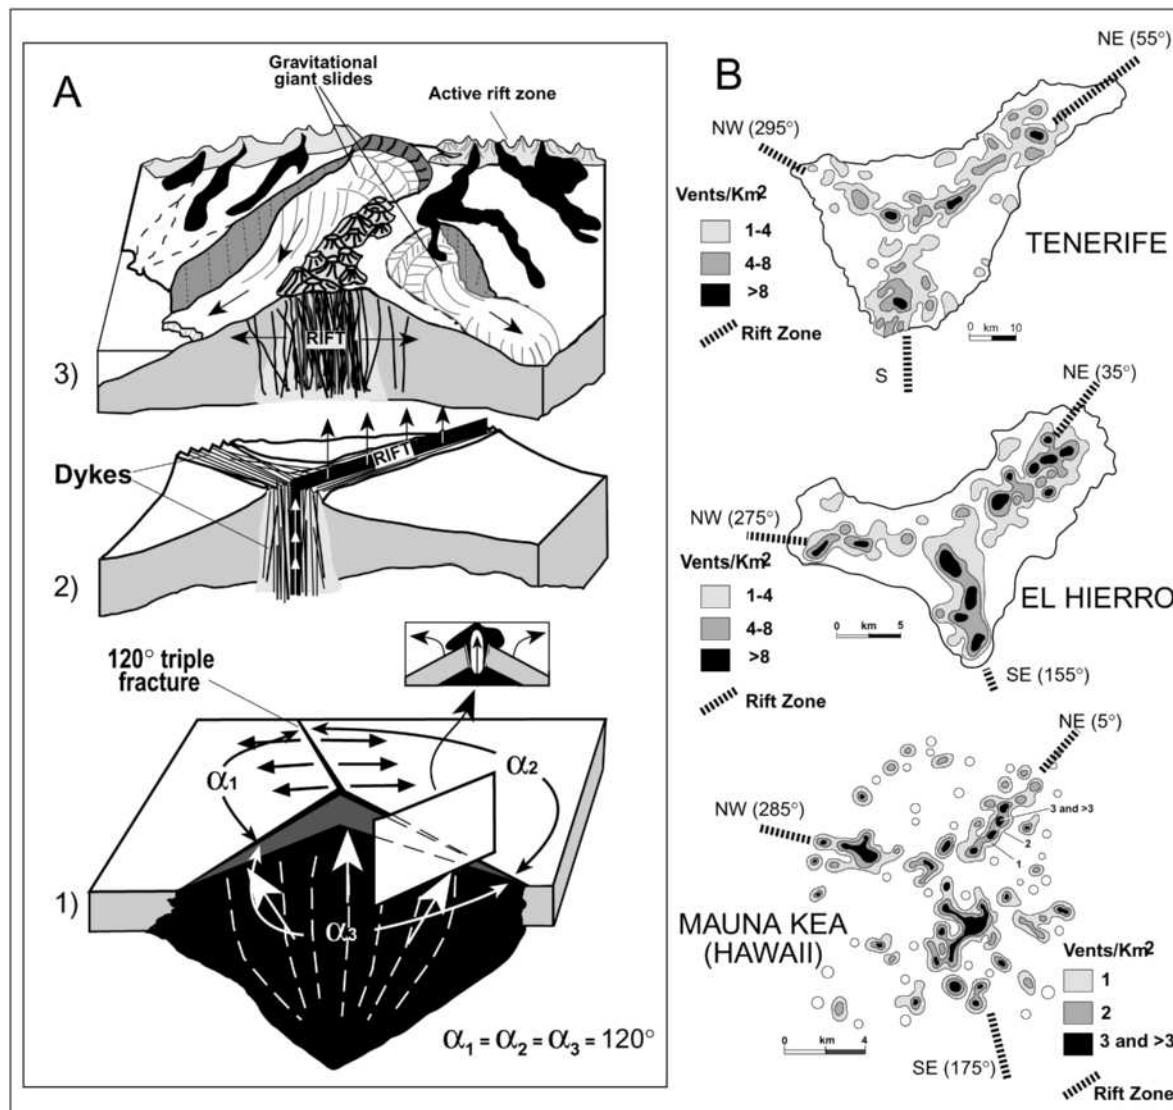 A
Gravitational
giant slides
Active rift zone
RIFT
3)
RIFT
Dykes
2)
120° triple
fracture
α1
α2
α3
1)
α1 = α2 = α3 = 120°
B
NE (55°)
NW (295°)
Vents/Km2
1-4
4-8
>8
Rift Zone
TENERIFE
0 km 10
S
NE (35°)
NW (275°)
Vents/Km2
1-4
4-8
>8
Rift Zone
EL HIERRO
0 km 5
SE (155°)
NE (5°)
NW (285°)
3 and >3
2
1
MAUNA KEA
(HAWAII)
Vents/Km2
1
2
3 and >3
Rift Zone
0 km 4
SE (175°)